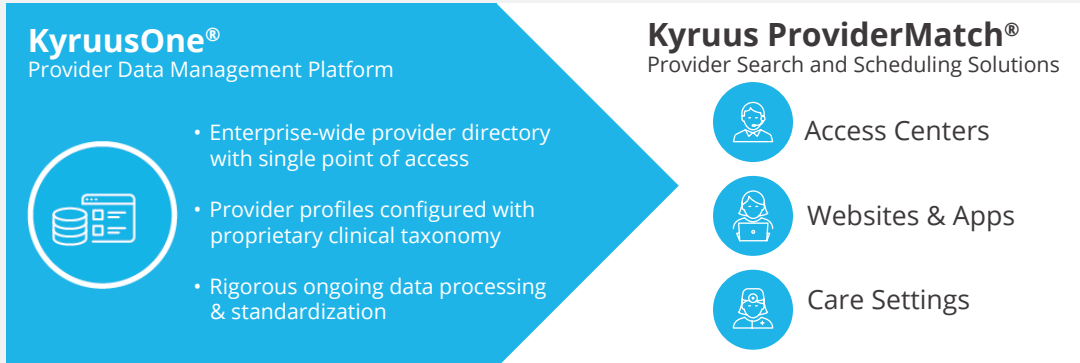 KyruusOne®
Provider Data Management Platform
• Enterprise-wide provider directory
with single point of access
• Provider profiles configured with
proprietary clinical taxonomy
• Rigorous ongoing data processing
& standardization
Kyruus ProviderMatch®
Provider Search and Scheduling Solutions
Access Centers
Websites & Apps
Care Settings